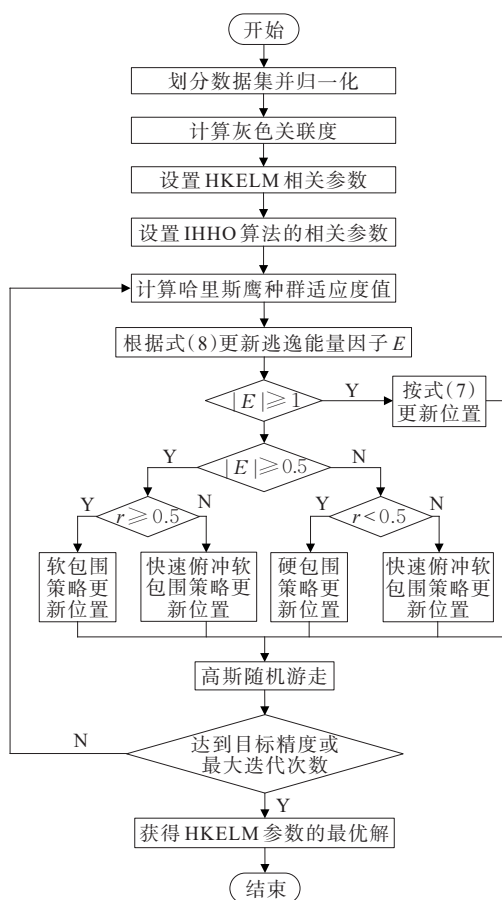 开始
划分数据集并归一化
计算灰色关联度
设置HKELM相关参数
设置IHHO算法的相关参数
计算哈里斯鹰种群适应度值
根据式(8)更新逃逸能量因子E
|E|≥1
Y
按式(7)
更新位置
N
Y
|E|≥0.5
N
Y
r≥0.5
N
Y
r<0.5
N
软包围
策略更
新位置
快速俯冲软
包围策略更
新位置
硬包围
策略更
新位置
快速俯冲软
包围策略更
新位置
高斯随机游走
N
达到目标精度或
最大迭代次数
Y
获得HKELM参数的最优解
结束